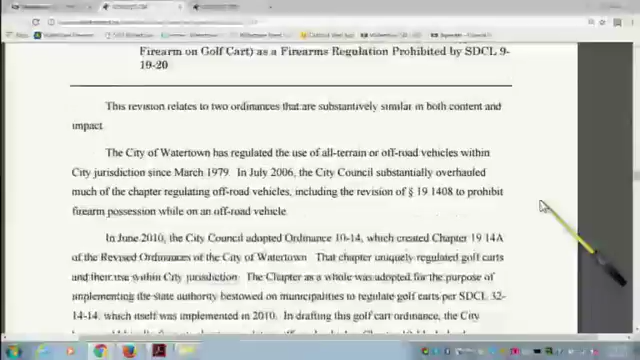 Firearm on Golf Cart) as a Firearms Regulation Prohibited by SDCL 9-
19-20
This revision relates to two ordinances that are substantively similar in both content and
impact.
The City of Watertown has regulated the use of all-terrain or off-road vehicles within
City jurisdiction since March 1979. In July 2006, the City Council substantially overhauled
much of the chapter regulating off-road vehicles, including the revision of § 19 1408 to prohibit
firearm possession while on an off-road vehicle.
In June 2010, the City Council adopted Ordinance 10-14, which created Chapter 19 14A
of the Revised Ordinances of the City of Watertown That chapter uniquely regulated golf carts
and their use within City jurisdiction The Chapter as a whole was adopted for the purpose of
implementing the state authority bestowed on municipalities to regulate golf carts per SDCL 32-
14-14, which itself was implemented in 2010. In drafting this golf cart ordinance, the City